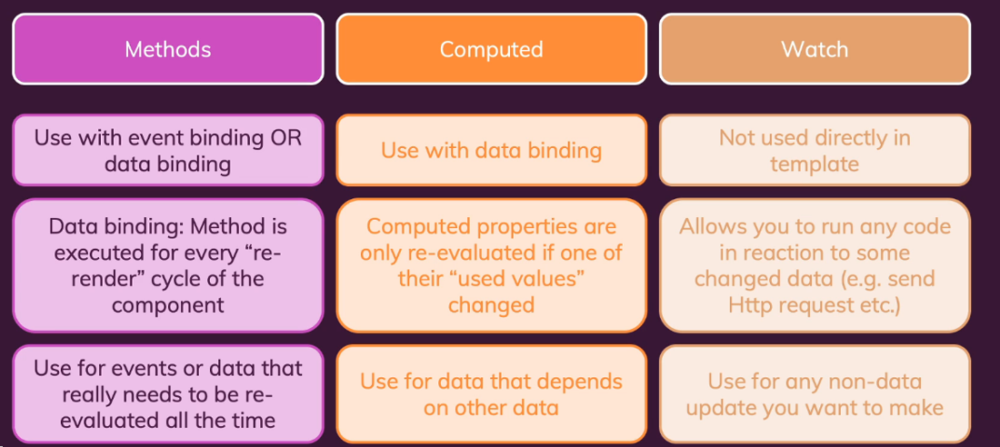 Methods
Computed
Watch
Use with event binding OR
data binding
Use with data binding
Not used directly in
template
Data binding: Method is
executed for every “re-
render” cycle of the
component
Computed properties are
only re-evaluated if one of
their “used values”
changed
Allows you to run any code
in reaction to some
changed data (e.g. send
Http request etc.)
Use for events or data that
really needs to be re-
evaluated all the time
Use for data that depends
on other data
Use for any non-data
update you want to make